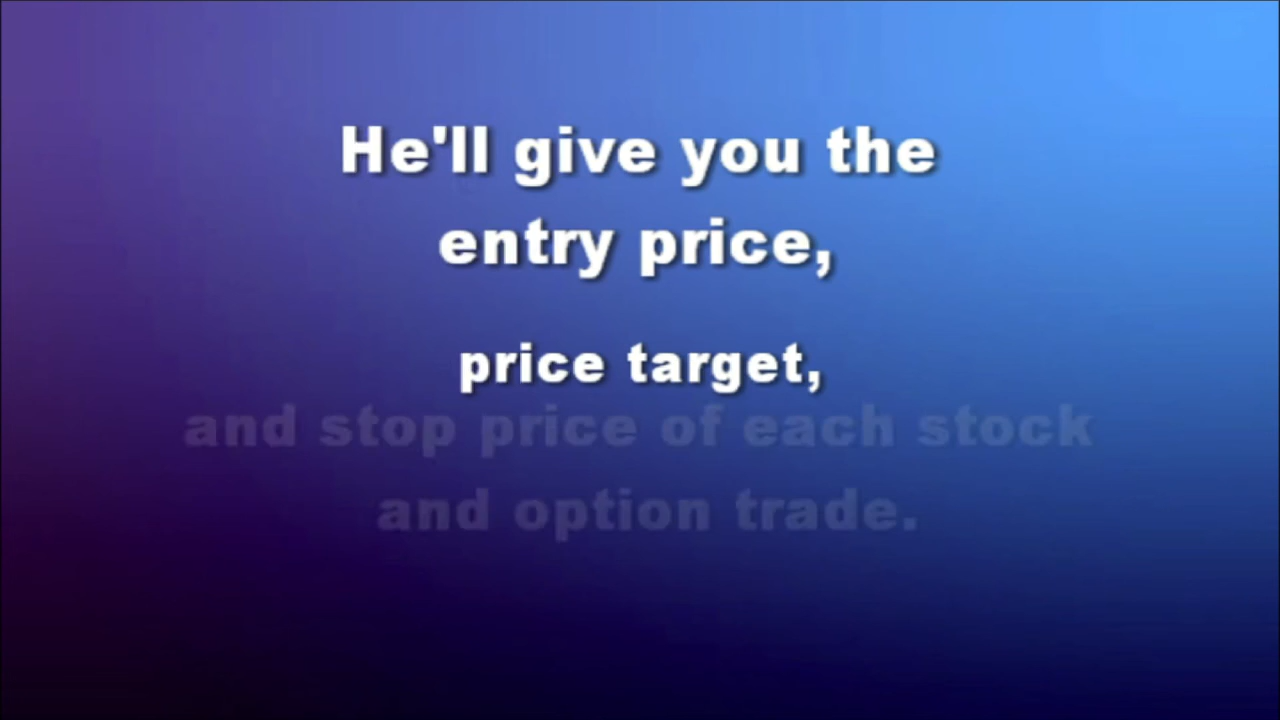 He'll give you the
entry price,
price target,
and stop price of each stock
and option trade.